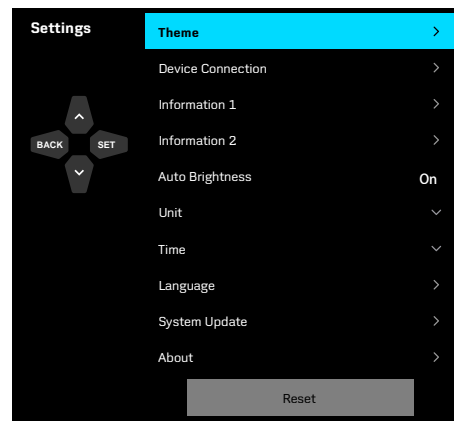 Settings
Theme
Device Connection
Information 1
Information 2
BACK SET
Auto Brightness On
Unit
Time
Language
System Update
About
Reset